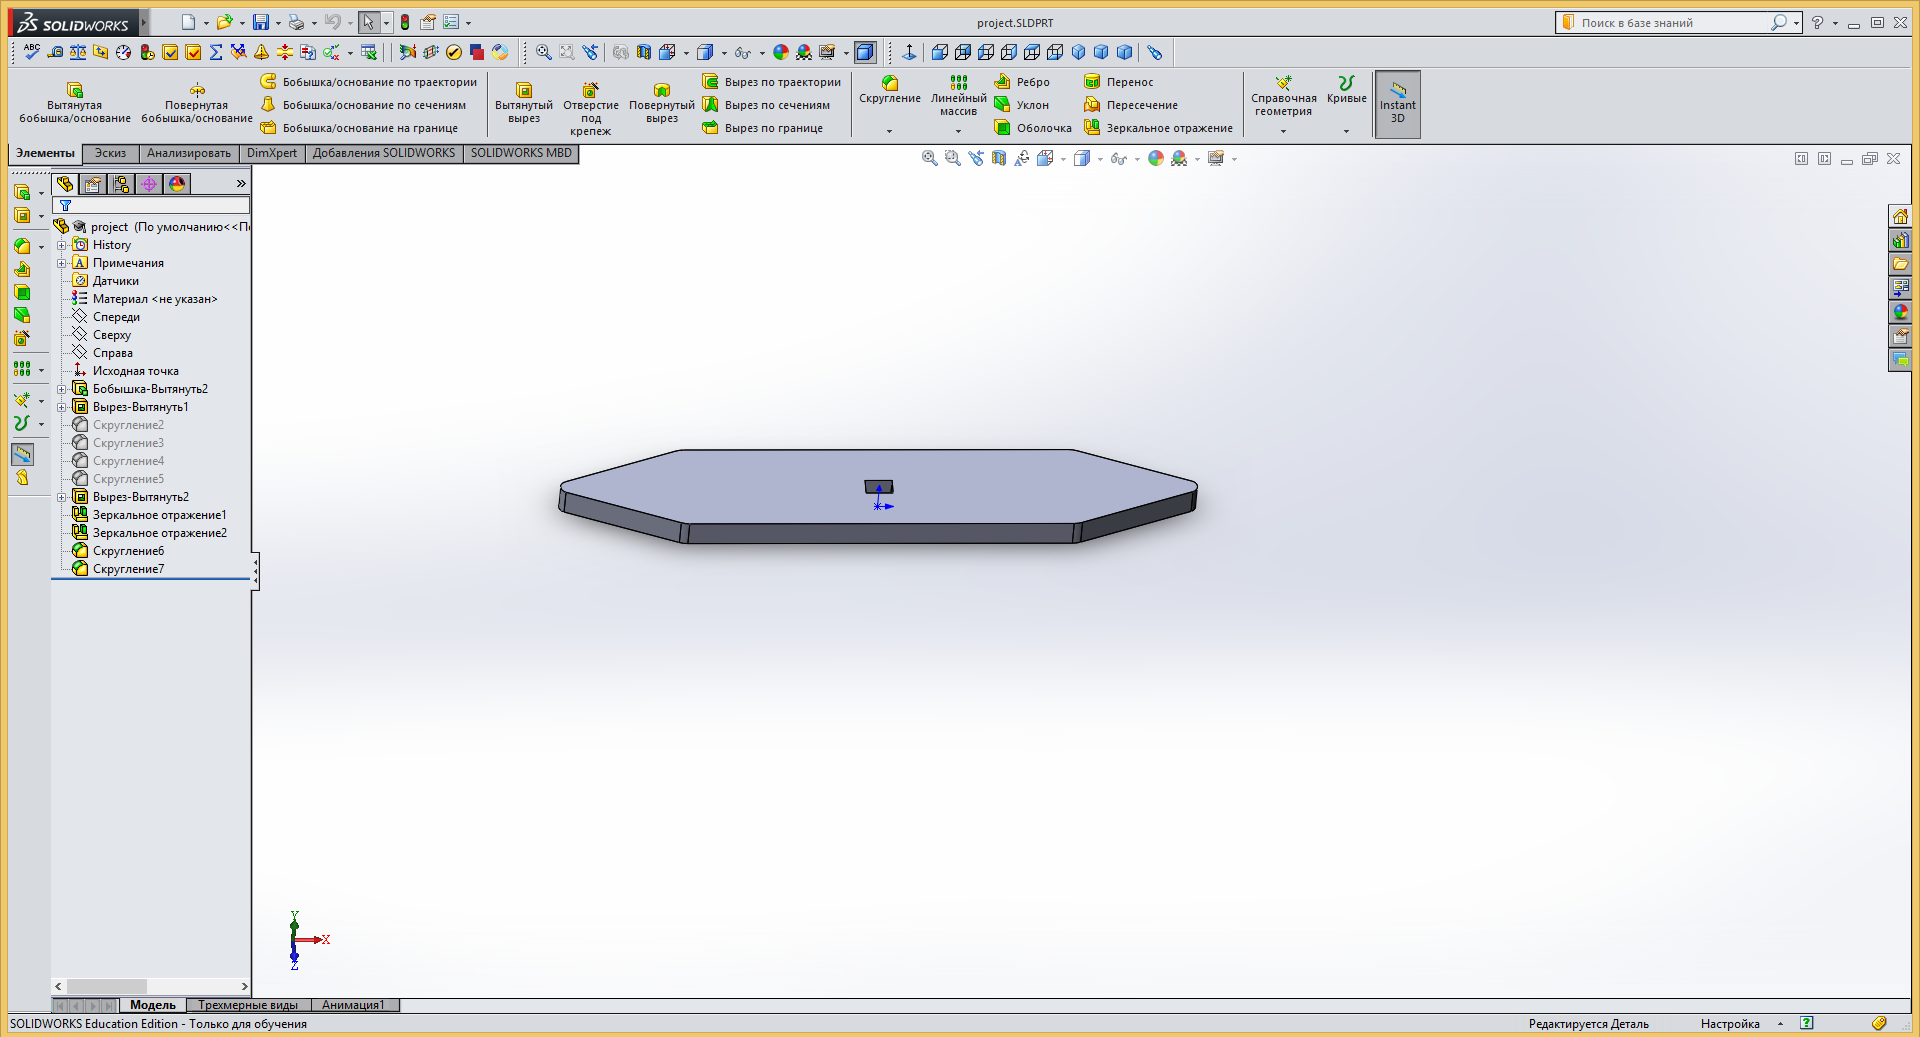 SOLIDWORKS
project.SLDPRT
Поиск в базе знаний
Вытянутая бобышка/основание
Повернутая бобышка/основание
Бобышка/основание по траектории
Бобышка/основание по сечениям
Бобышка/основание на границе
Вытянутый вырез
Отверстие под крепеж
Повернутый вырез
Вырез по траектории
Вырез по сечениям
Вырез по границе
Скругление
Линейный массив
Ребро
Уклон
Оболочка
Перенос
Пересечение
Зеркальное отражение
Справочная геометрия
Кривые
Instant 3D
Элементы
Эскиз
Анализировать
DimXpert
Добавления SOLIDWORKS
SOLIDWORKS MBD
project (По умолчанию<<П
History
Примечания
Датчики
Материал <не указан>
Спереди
Сверху
Справа
Исходная точка
Бобышка-Вытянуть2
Вырез-Вытянуть1
Скругление2
Скругление3
Скругление4
Скругление5
Вырез-Вытянуть2
Зеркальное отражение1
Зеркальное отражение2
Скругление6
Скругление7
Y
X
Z
Модель
Трехмерные виды
Анимация1
SOLIDWORKS Education Edition - Только для обучения
Редактируется Деталь
Настройка